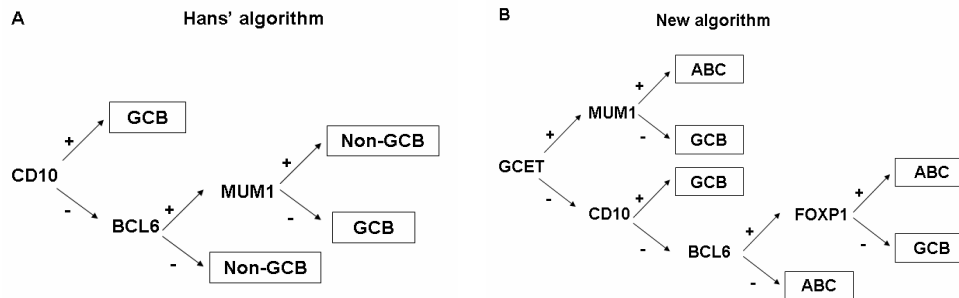 A
Hans’ algorithm
CD10
+
GCB
-
BCL6
+
MUM1
+
Non-GCB
-
GCB
-
Non-GCB
B
New algorithm
GCET
+
MUM1
+
ABC
-
GCB
-
CD10
+
GCB
-
BCL6
+
FOXP1
+
ABC
-
GCB
-
ABC